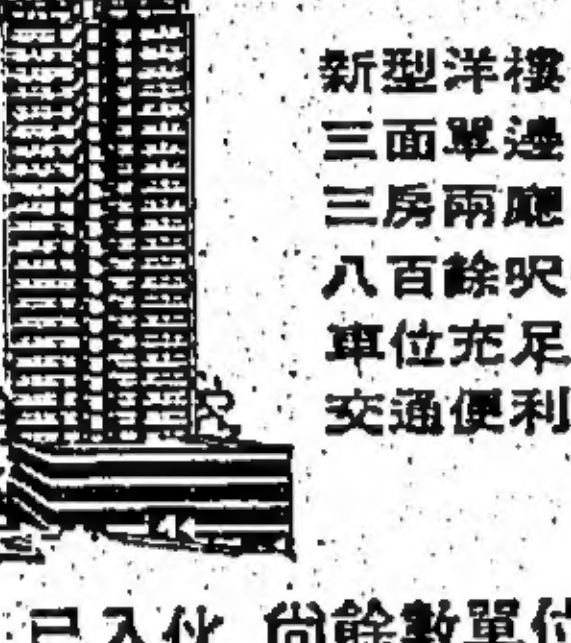 新型洋樓
三面單邊
三房兩廳
八百餘呎
車位充足
交通便利
已入伙 尚餘數單位